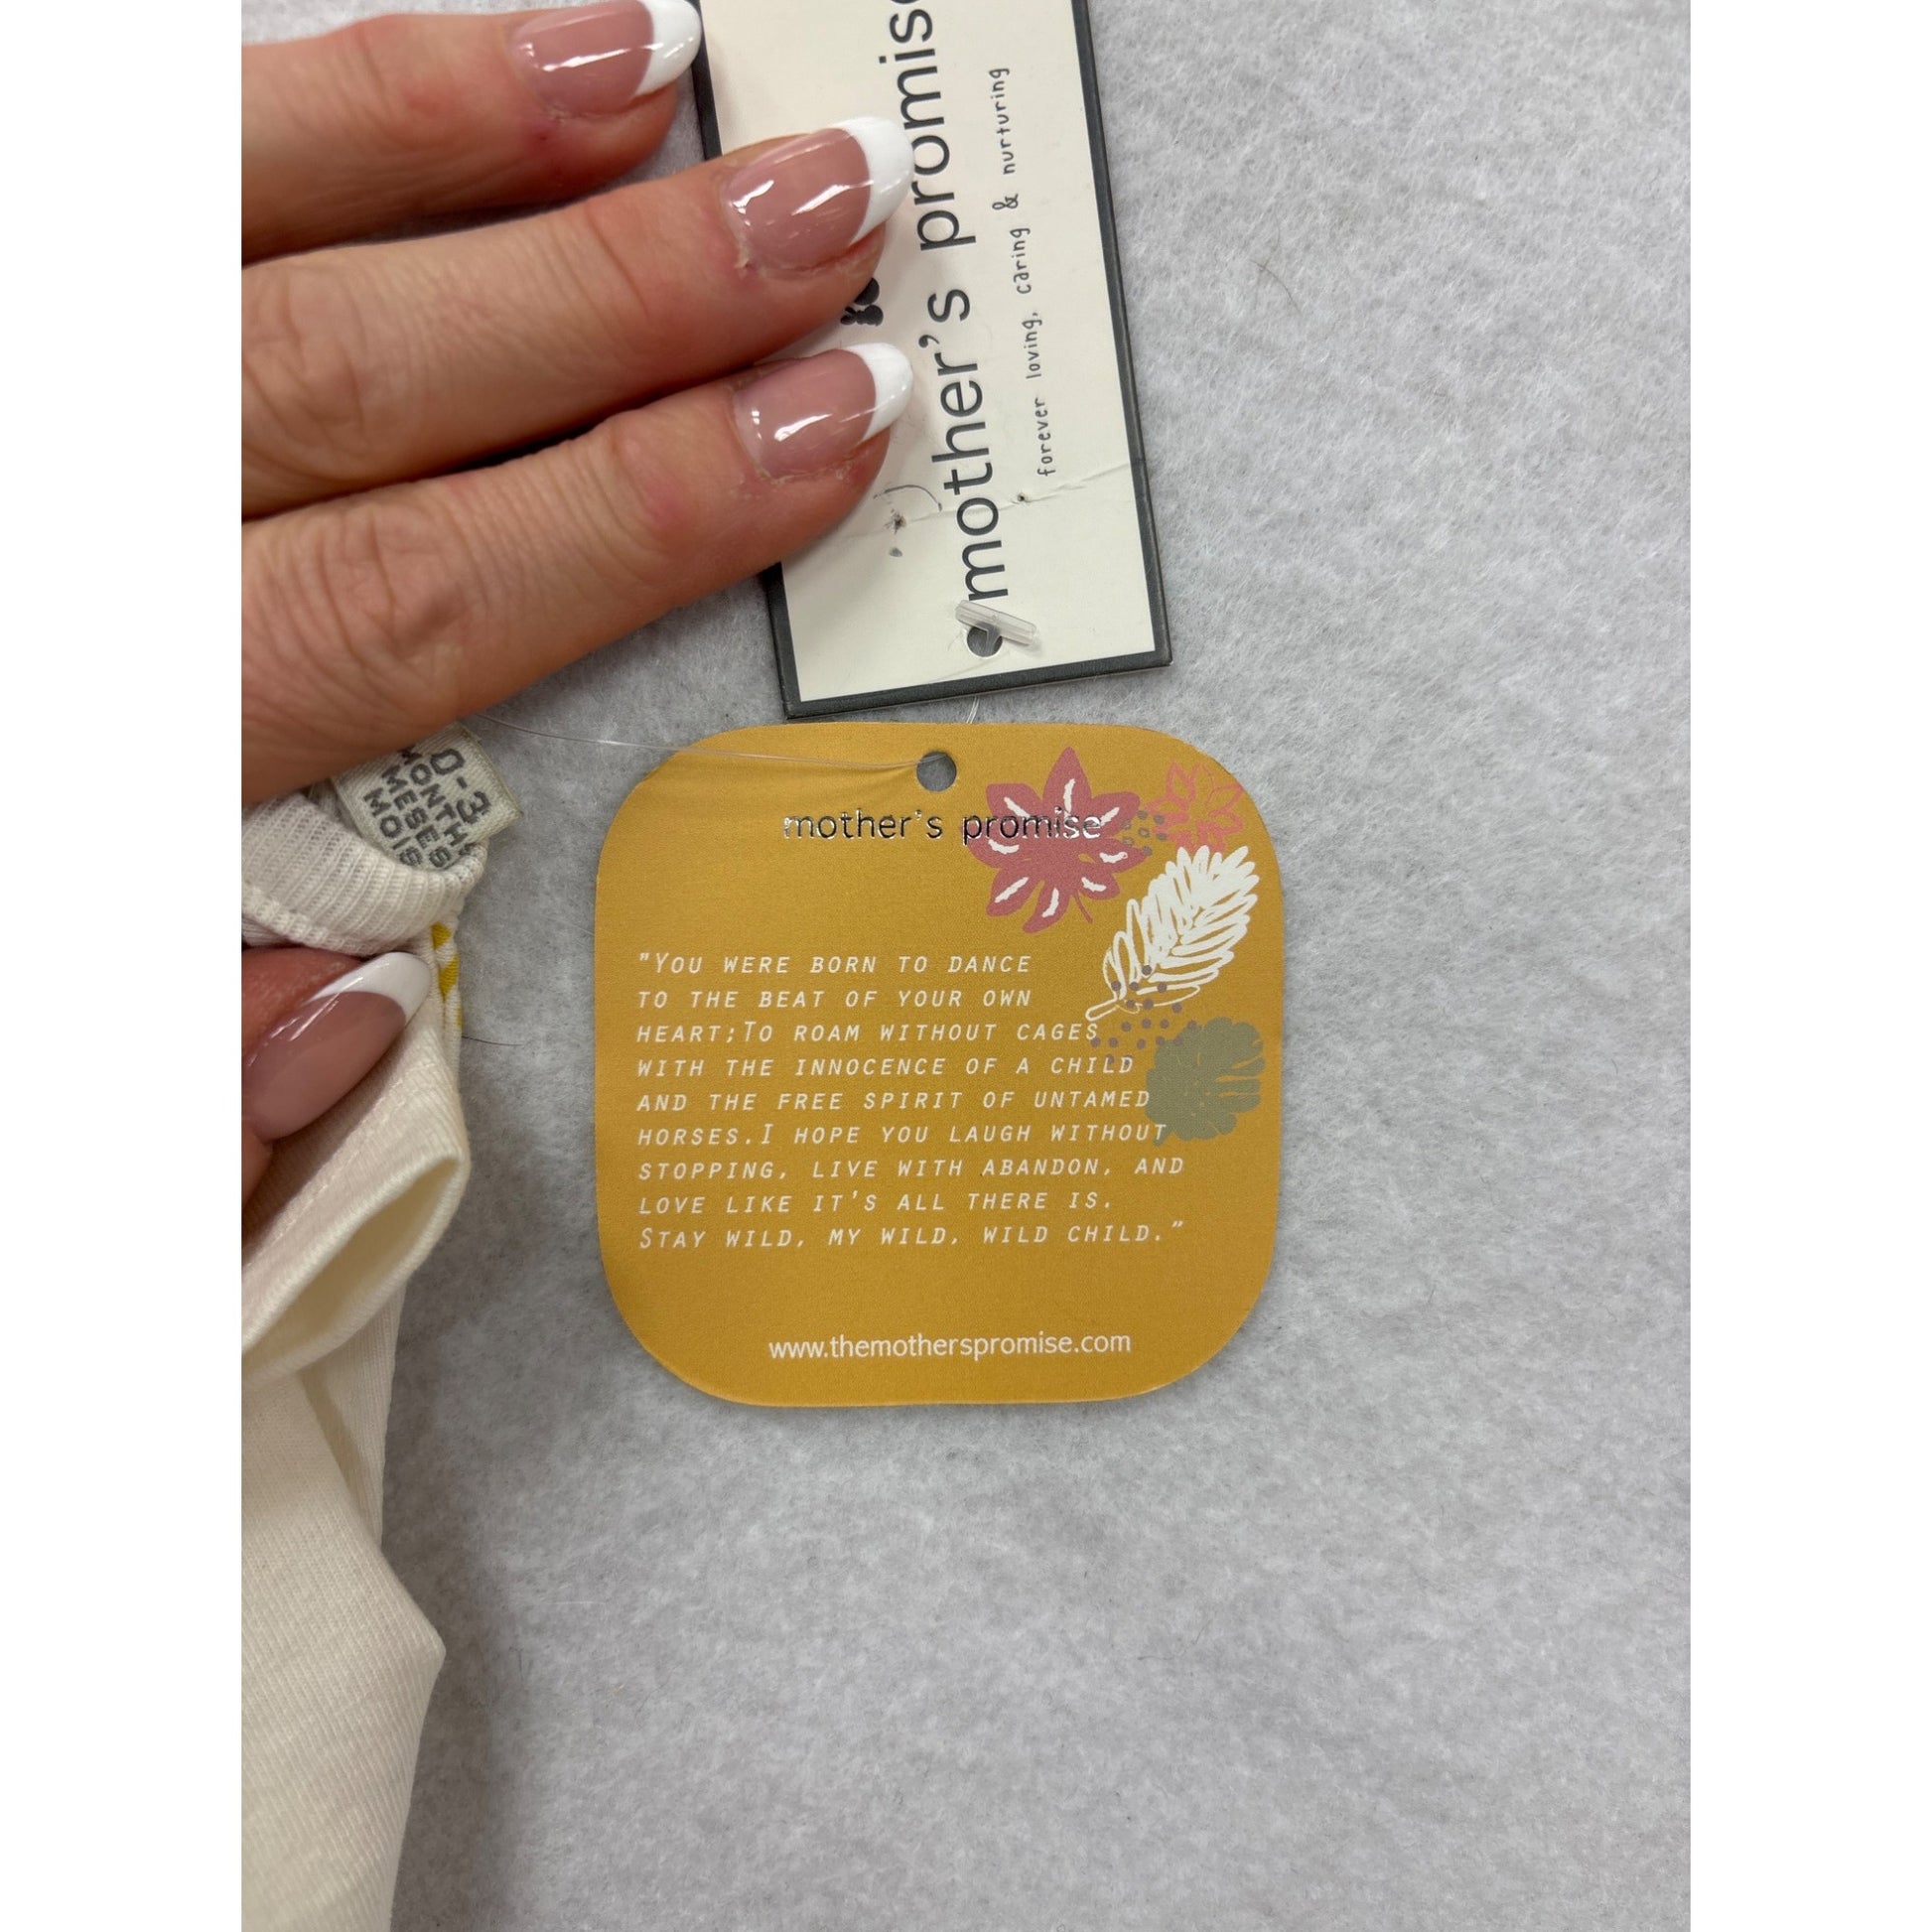 mother's promise
forever loving, caring & nurturing
0-3
MONTHS
MESES
MOIS
mother's promise
"YOU WERE BORN TO DANCE
TO THE BEAT OF YOUR OWN
HEART;TO ROAM WITHOUT CAGES
WITH THE INNOCENCE OF A CHILD
AND THE FREE SPIRIT OF UNTAMED
HORSES.I HOPE YOU LAUGH WITHOUT
STOPPING, LIVE WITH ABANDON, AND
LOVE LIKE IT'S ALL THERE IS.
STAY WILD, MY WILD, WILD CHILD."
www.themotherspromise.com